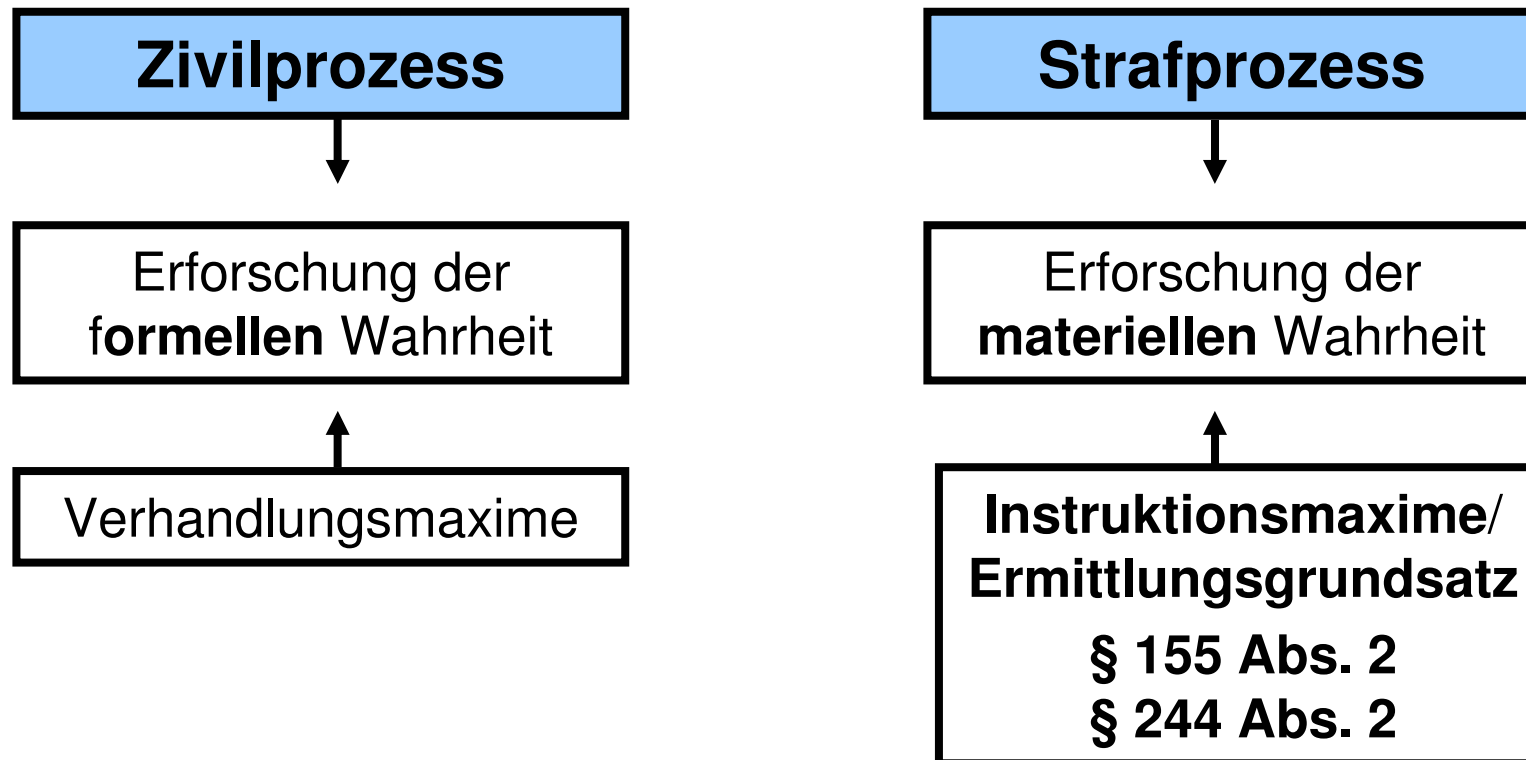 Zivilprozess
Erforschung der
formellen Wahrheit
Verhandlungsmaxime
Strafprozess
Erforschung der
materiellen Wahrheit
Instruktionsmaxime/
Ermittlungsgrundsatz
§ 155 Abs. 2
§ 244 Abs. 2